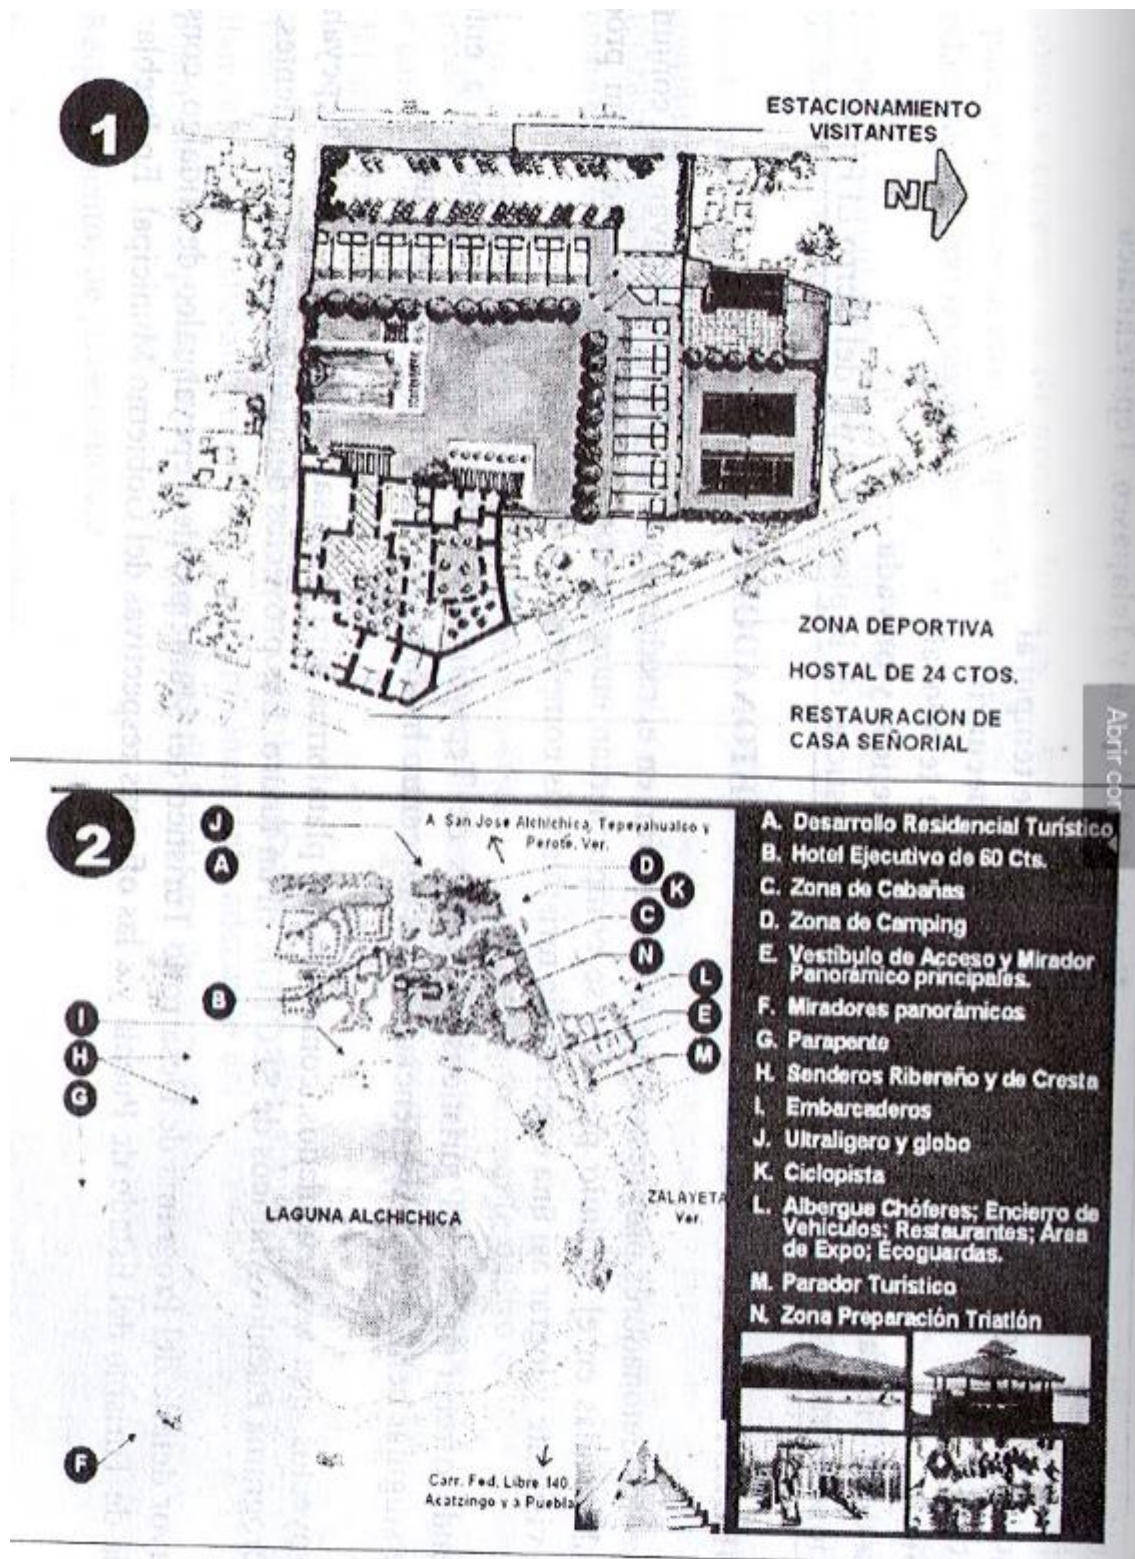 1
ESTACIONAMIENTO
VISITANTES
N
ZONA DEPORTIVA
HOSTAL DE 24 CTOS.
RESTAURACION DE
CASA SEÑORIAL
Abrir con
2
J
A
A San Jose Alchichica, Tepeyahualco y
Perote, Ver.
D
K
C
N
L
E
M
B
I
H
G
F
LAGUNA ALCHICHICA
ZALAYETA
Ver.
Carr. Fed. Libre 140.
Acatzingo y a Puebla
A. Desarrollo Residencial Turístico
B. Hotel Ejecutivo de 60 Cts.
C. Zona de Cabañas
D. Zona de Camping
E. Vestíbulo de Acceso y Mirador
Panorámico principales.
F. Miradores panorámicos
G. Parapente
H. Senderos Ribereño y de Cresta
I. Embarcaderos
J. Ultraligero y globo
K. Ciclopista
L. Albergue Chóferes; Encierro de
Vehículos; Restaurantes; Área
de Expo; Ecoguardas.
M. Parador Turístico
N. Zona Preparación Triatlón